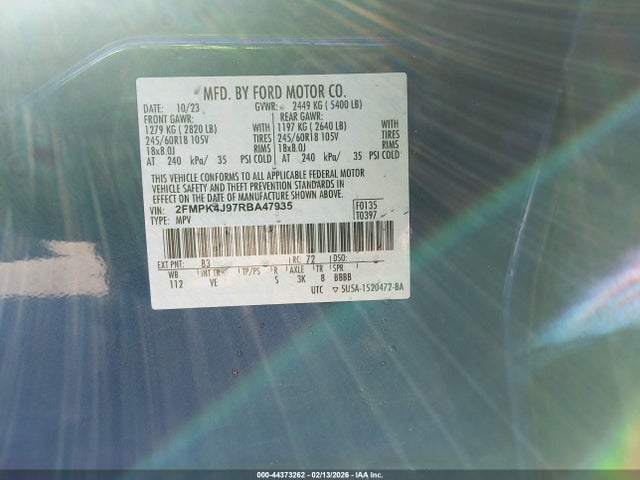 MFD. BY FORD MOTOR CO.
DATE: 10/23 GVWR: 2449 KG ( 5400 LB)
FRONT GAWR: REAR GAWR:
1279 KG ( 2820 LB) WITH 1197 KG ( 2640 LB) WITH
245/60R18 105V TIRES 245/60R18 105V TIRES
18x8.0J RIMS 18x8.0J RIMS
AT 240 kPa/ 35 PSI COLD AT 240 kPa/ 35 PSI COLD
THIS VEHICLE CONFORMS TO ALL APPLICABLE FEDERAL MOTOR
VEHICLE SAFETY AND THEFT PREVENTION STANDARDS IN
EFFECT ON THE DATE OF MANUFACTURE SHOWN ABOVE.
VIN: 2FMPK4J97RBA47935 F0135
TYPE: MPV T0397
EXT PNT: B3 RC: 72 DSO:
WB INT TR TP/PS R AXLE TR SPR
112 VE S 3K 8 BBBB
UTC ▽ 5U5A-1520472-BA
000-44373262 - 02/13/2026 - IAA Inc.